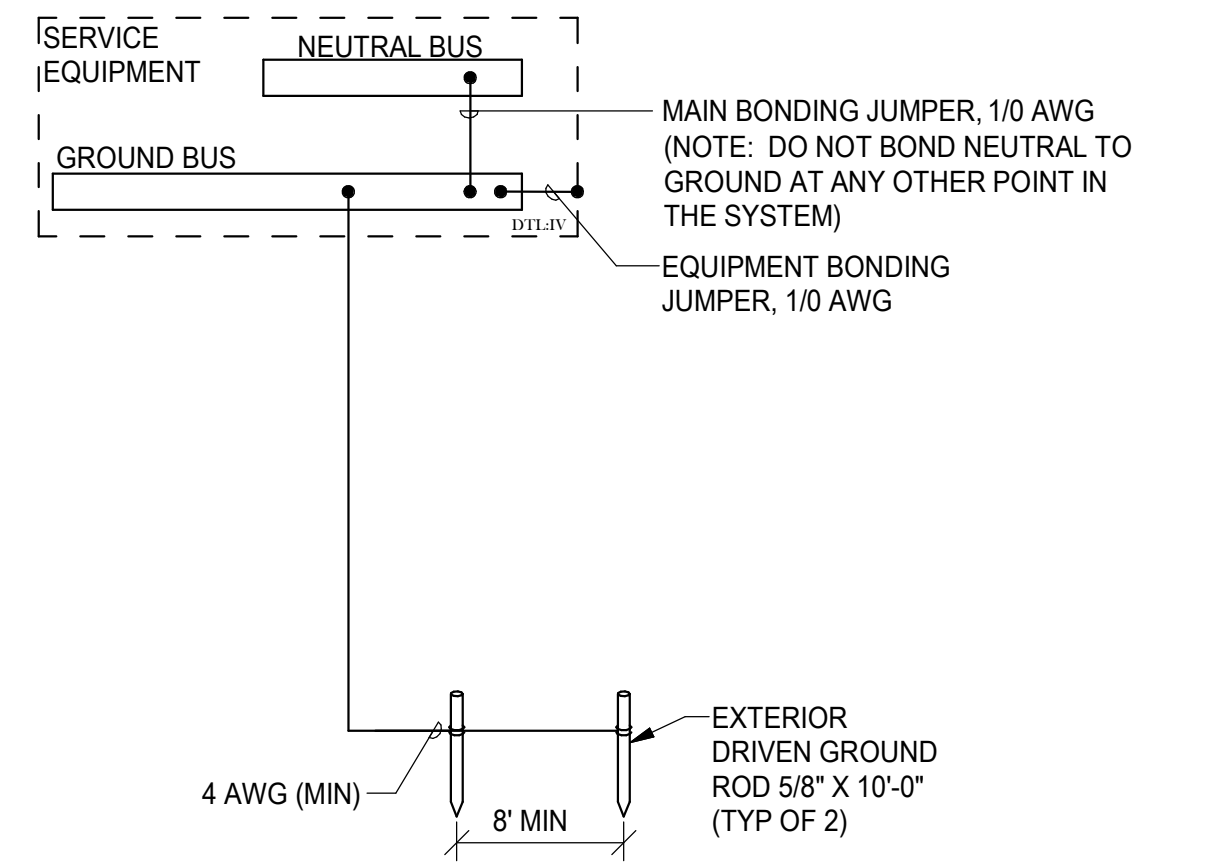 SERVICE
EQUIPMENT
NEUTRAL BUS
GROUND BUS
DTL:IV
MAIN BONDING JUMPER, 1/0 AWG
(NOTE:  DO NOT BOND NEUTRAL TO
GROUND AT ANY OTHER POINT IN
THE SYSTEM)
EQUIPMENT BONDING
JUMPER, 1/0 AWG
EXTERIOR
DRIVEN GROUND
ROD 5/8" X 10'-0"
(TYP OF 2)
4 AWG (MIN)
8' MIN